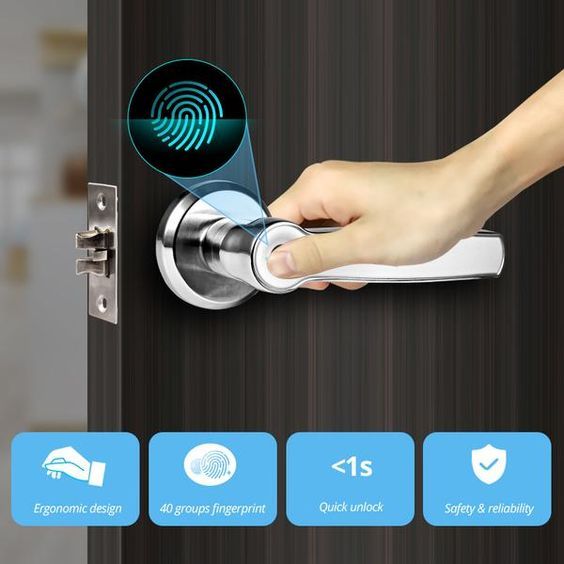 <1s
Ergonomic design
40 groups fingerprint
Quick unlock
Safety & reliability